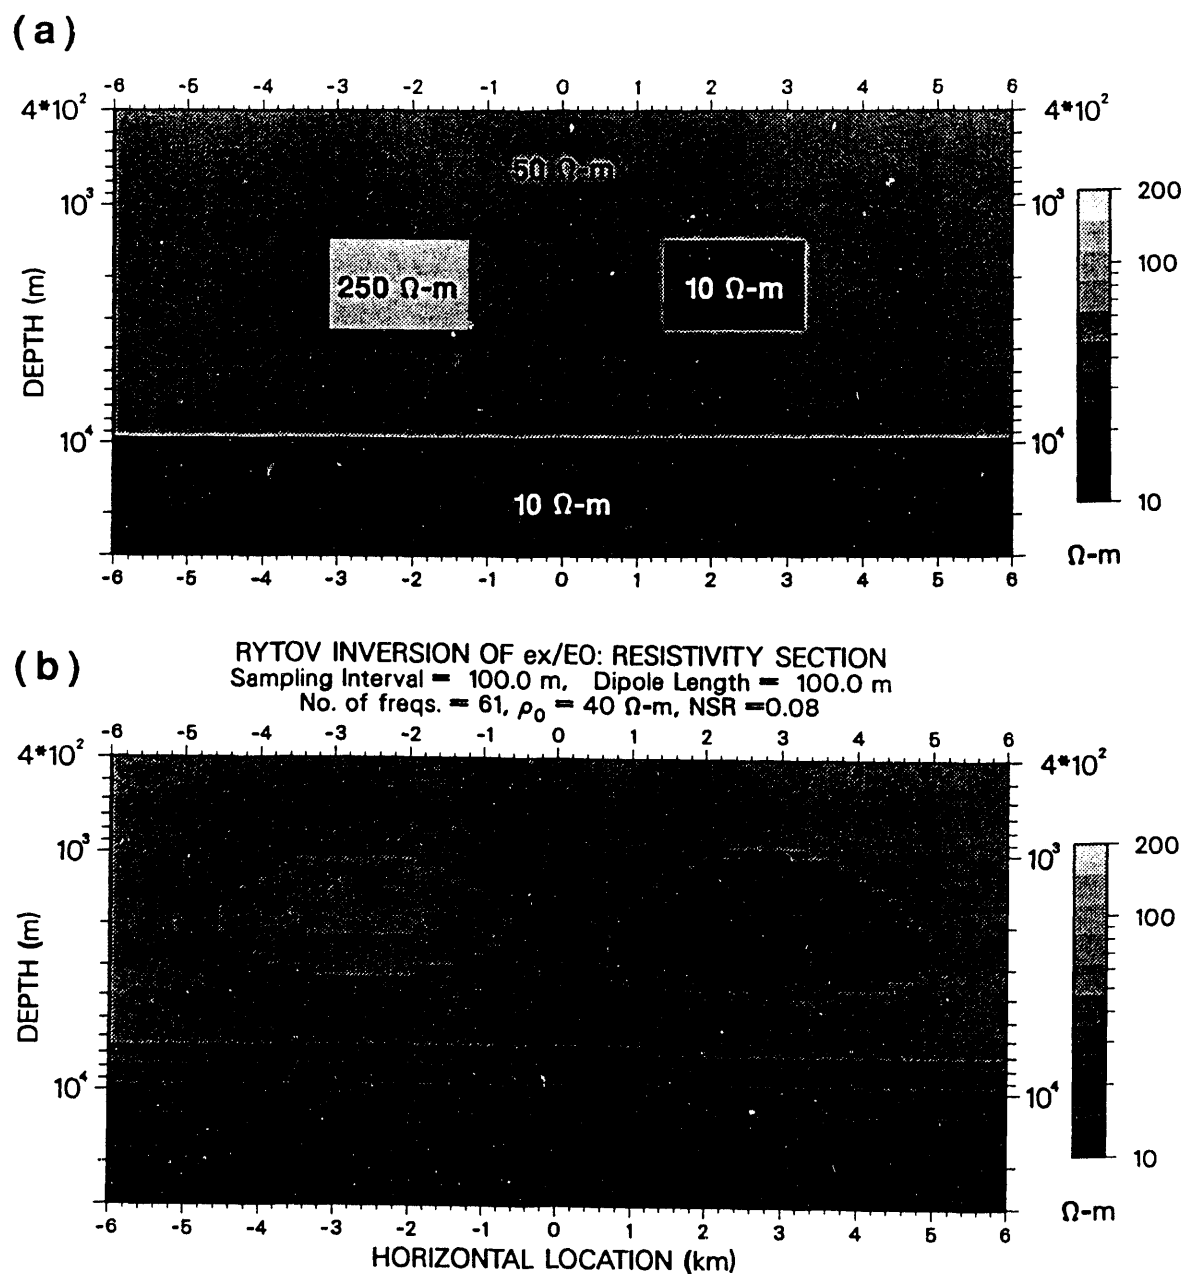 (a)
-6 -5 -4 -3 -2 -1 0 1 2 3 4 5 6
4*10² 4*10²
50 Ω-m
10³ 10³ 200
250 Ω-m 10 Ω-m 100
DEPTH (m)
10⁴ 10⁴
10 Ω-m 10
Ω-m
-6 -5 -4 -3 -2 -1 0 1 2 3 4 5 6
(b)
RYTOV INVERSION OF ex/E0: RESISTIVITY SECTION
Sampling Interval = 100.0 m, Dipole Length = 100.0 m
No. of freqs. = 61, ρ₀ = 40 Ω-m, NSR =0.08
-6 -5 -4 -3 -2 -1 0 1 2 3 4 5 6
4*10² 4*10²
10³ 10³ 200
100
DEPTH (m)
10⁴ 10⁴
10
Ω-m
-6 -5 -4 -3 -2 -1 0 1 2 3 4 5 6
HORIZONTAL LOCATION (km)